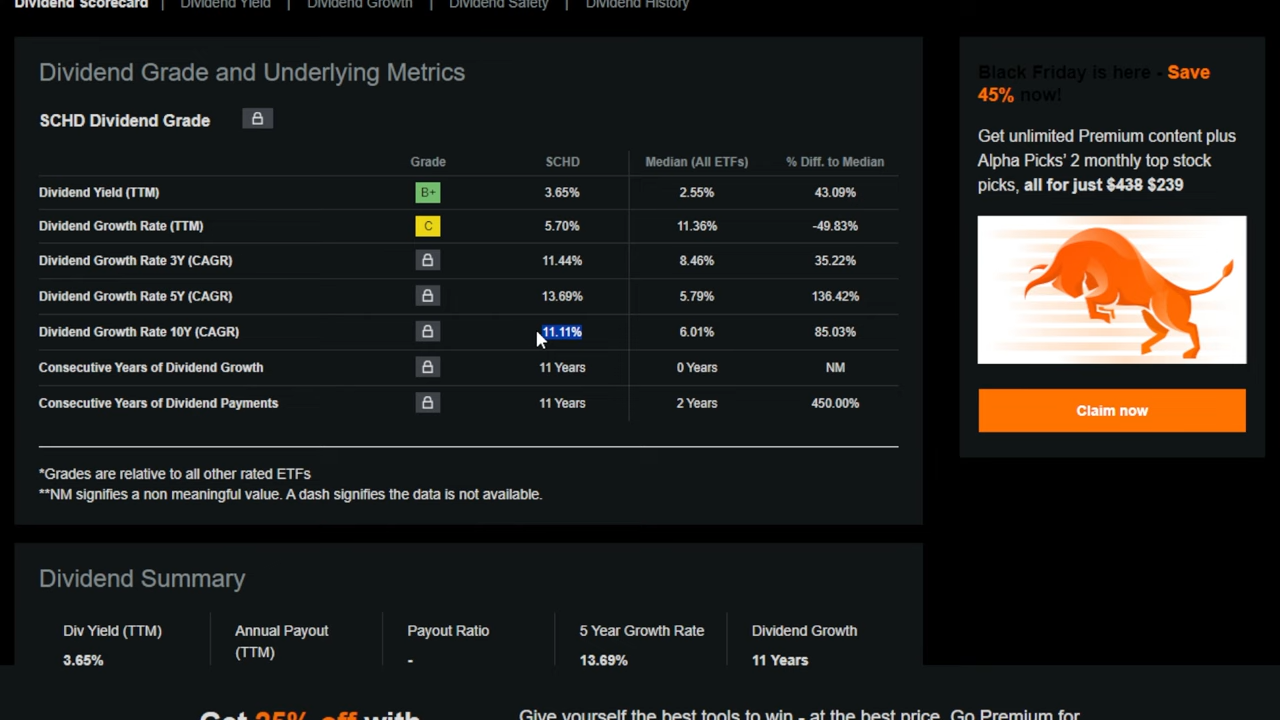 Dividend Scorecard | Dividend Yield | Dividend Growth | Dividend Safety | Dividend History
Dividend Grade and Underlying Metrics
SCHD Dividend Grade
Grade SCHD Median (All ETFs) % Diff. to Median
Dividend Yield (TTM) B+ 3.65% 2.55% 43.09%
Dividend Growth Rate (TTM) C 5.70% 11.36% -49.83%
Dividend Growth Rate 3Y (CAGR) 11.44% 8.46% 35.22%
Dividend Growth Rate 5Y (CAGR) 13.69% 5.79% 136.42%
Dividend Growth Rate 10Y (CAGR) 11.11% 6.01% 85.03%
Consecutive Years of Dividend Growth 11 Years 0 Years NM
Consecutive Years of Dividend Payments 11 Years 2 Years 450.00%
*Grades are relative to all other rated ETFs
**NM signifies a non meaningful value. A dash signifies the data is not available.
Black Friday is here - Save
45% now!
Get unlimited Premium content plus
Alpha Picks' 2 monthly top stock
picks, all for just $438 $239
Claim now
Dividend Summary
Div Yield (TTM) Annual Payout Payout Ratio 5 Year Growth Rate Dividend Growth
(TTM)
3.65% - 13.69% 11 Years
Get 25% off with
Give yourself the best tools to win - at the best price. Go Premium for